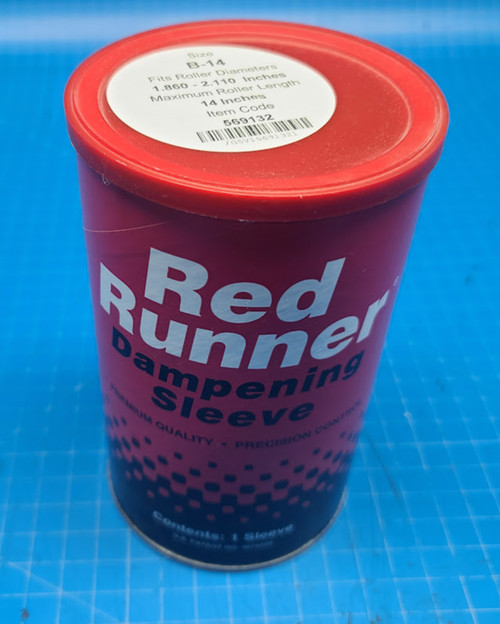 Size
B-14
Fits Roller Diameters
1.860 - 2.110 Inches
Maximum Roller Length
14 Inches
Item Code
569132
Red
Runner
Dampening
Sleeve
PREMIUM QUALITY • PRECISION CONTROL
Contents: 1 Sleeve